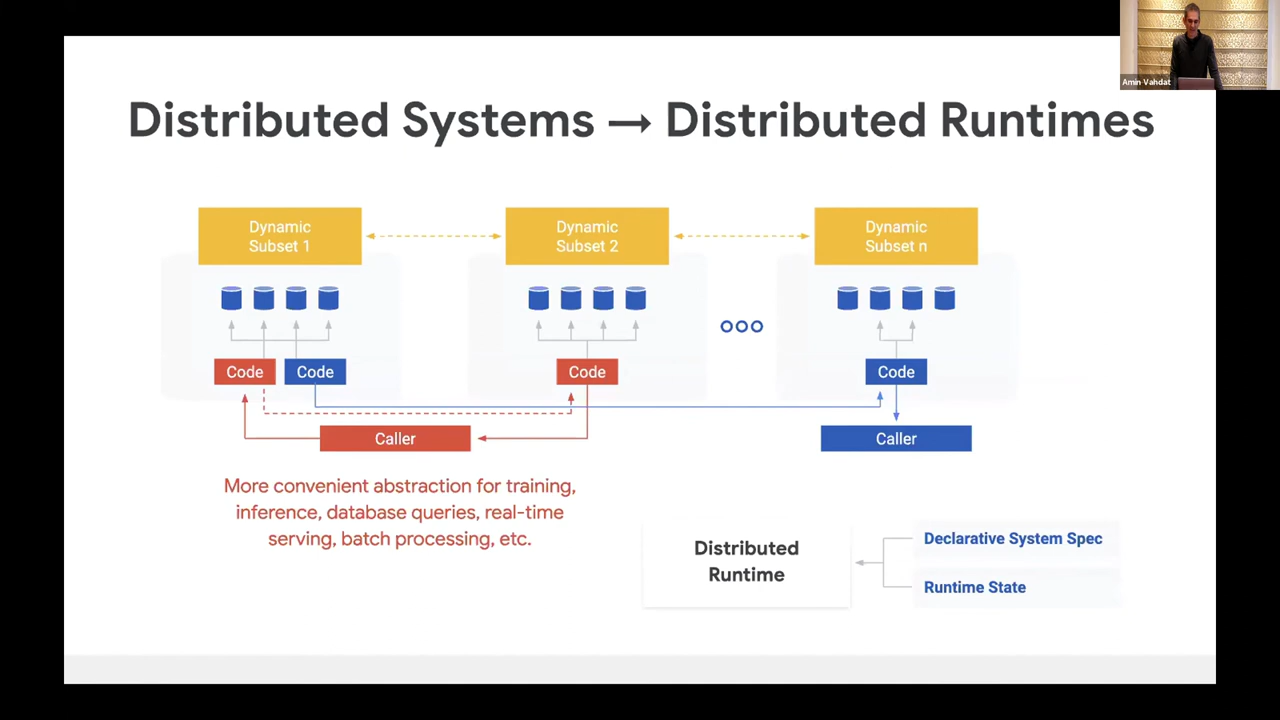 Amin Vahdat
Distributed Systems → Distributed Runtimes
Dynamic
Subset 1
Dynamic
Subset 2
Dynamic
Subset n
Code
Code
Code
Code
Caller
Caller
More convenient abstraction for training,
inference, database queries, real-time
serving, batch processing, etc.
Distributed
Runtime
Declarative System Spec
Runtime State